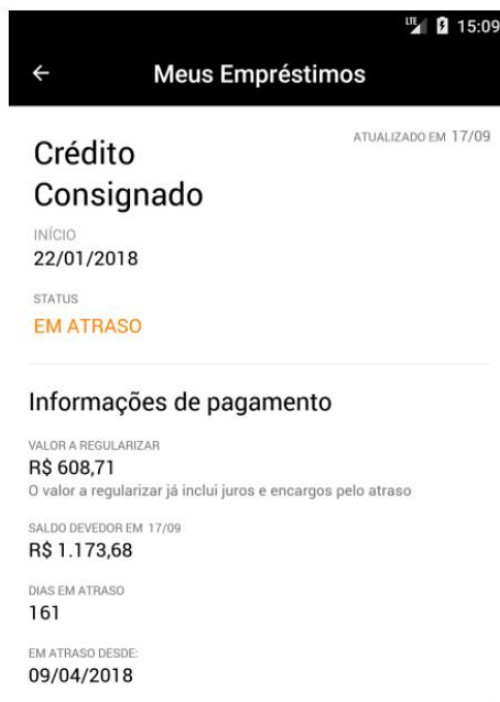 LTE 15:09
Meus Empréstimos
ATUALIZADO EM 17/09
Crédito
Consignado
INÍCIO
22/01/2018
STATUS
EM ATRASO
Informações de pagamento
VALOR A REGULARIZAR
R$ 608,71
O valor a regularizar já inclui juros e encargos pelo atraso
SALDO DEVEDOR EM 17/09
R$ 1.173,68
DIAS EM ATRASO
161
EM ATRASO DESDE:
09/04/2018